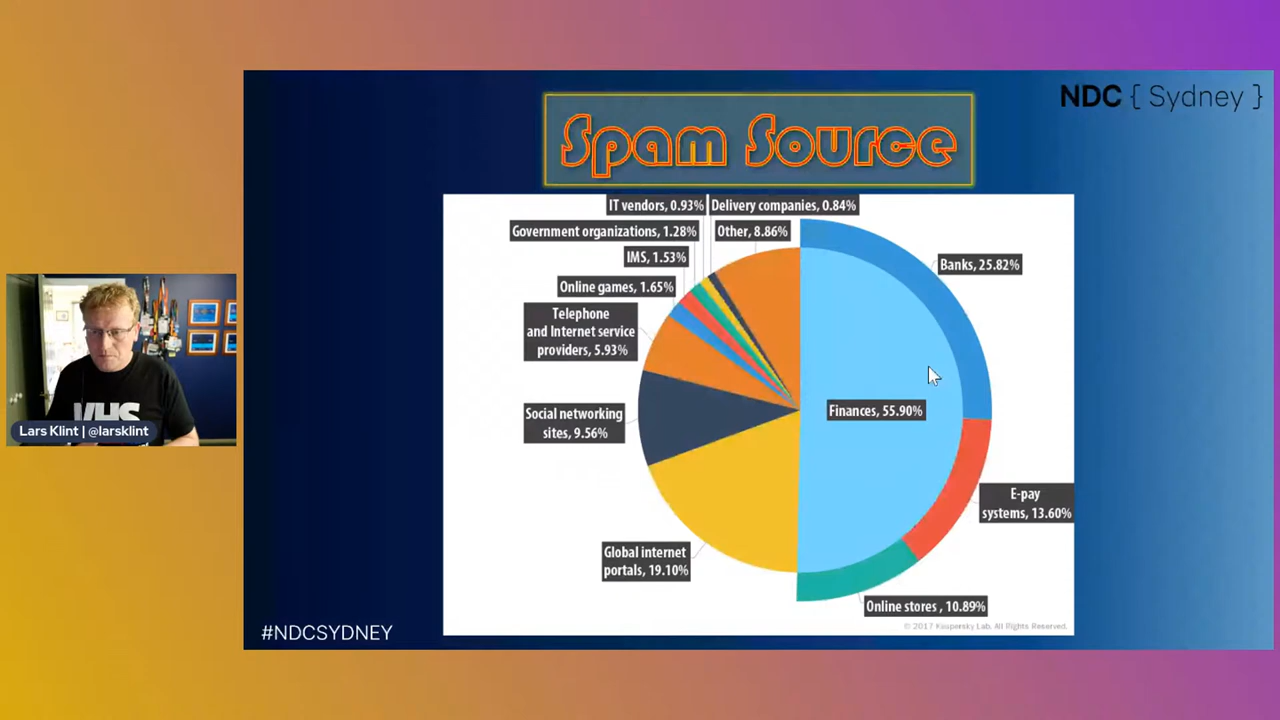 NDC { Sydney }
Spam Source
IT vendors, 0.93%
Delivery companies, 0.84%
Government organizations, 1.28%
Other, 8.86%
IMS, 1.53%
Banks, 25.82%
Online games, 1.65%
Telephone
and Internet service
providers, 5.93%
Finances, 55.90%
Social networking
sites, 9.56%
VHS
Lars Klint | @larsklint
E-pay
systems, 13.60%
Global internet
portals, 19.10%
Online stores , 10.89%
© 2017 Kaspersky Lab. All Rights Reserved.
#NDCSYDNEY